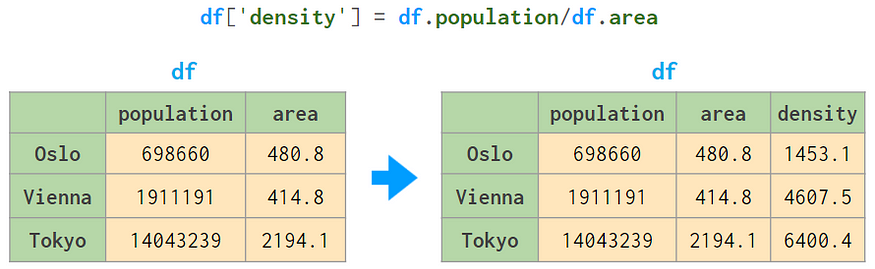 df['density'] = df.population/df.area
df df
population area population area density
Oslo 698660 480.8 Oslo 698660 480.8 1453.1
Vienna 1911191 414.8 Vienna 1911191 414.8 4607.5
Tokyo 14043239 2194.1 Tokyo 14043239 2194.1 6400.4